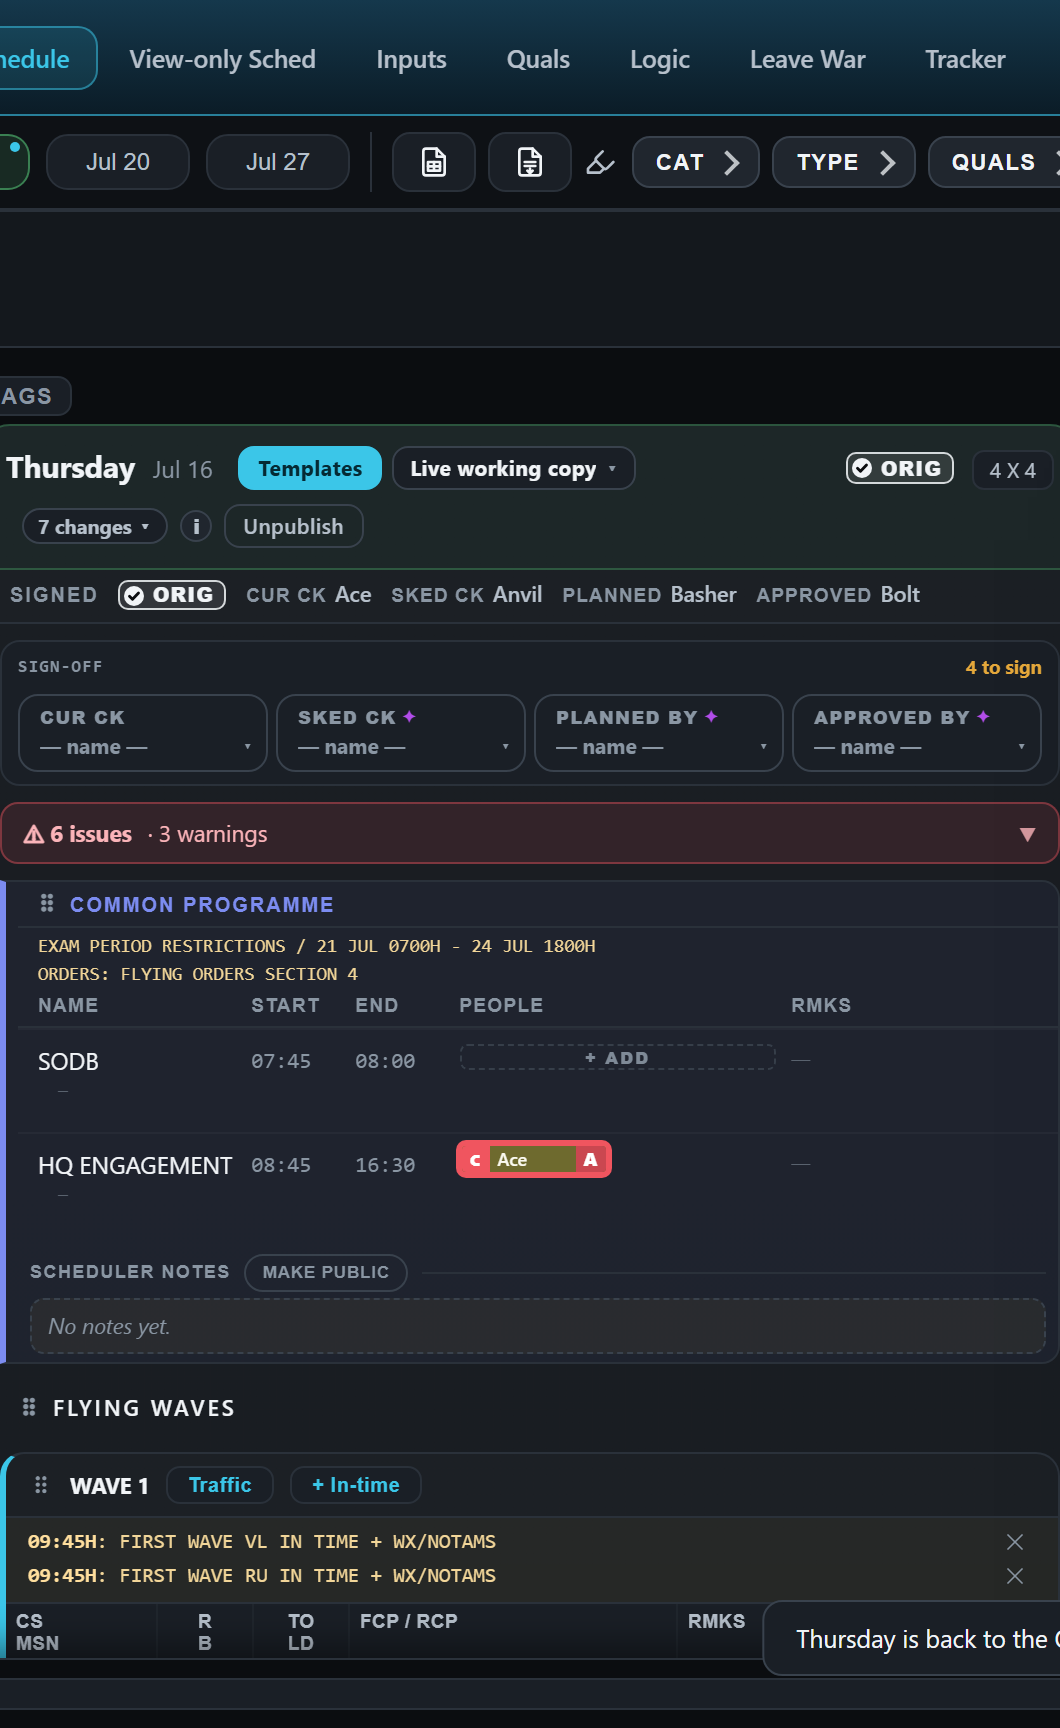 hedule View-only Sched Inputs Quals Logic Leave War Tracker
Jul 20 Jul 27 CAT TYPE QUALS
AGS
Thursday Jul 16 Templates Live working copy ORIG 4 X 4
7 changes i Unpublish
SIGNED ORIG CUR CK Ace SKED CK Anvil PLANNED Basher APPROVED Bolt
SIGN-OFF 4 to sign
CUR CK SKED CK PLANNED BY APPROVED BY
— name — — name — — name — — name —
6 issues · 3 warnings
COMMON PROGRAMME
EXAM PERIOD RESTRICTIONS / 21 JUL 0700H - 24 JUL 1800H
ORDERS: FLYING ORDERS SECTION 4
NAME START END PEOPLE RMKS
SODB 07:45 08:00 + ADD —
—
HQ ENGAGEMENT 08:45 16:30 C Ace A —
—
SCHEDULER NOTES MAKE PUBLIC
No notes yet.
FLYING WAVES
WAVE 1 Traffic + In-time
09:45H: FIRST WAVE VL IN TIME + WX/NOTAMS
09:45H: FIRST WAVE RU IN TIME + WX/NOTAMS
CS R TO FCP / RCP RMKS
MSN B LD
Thursday is back to the